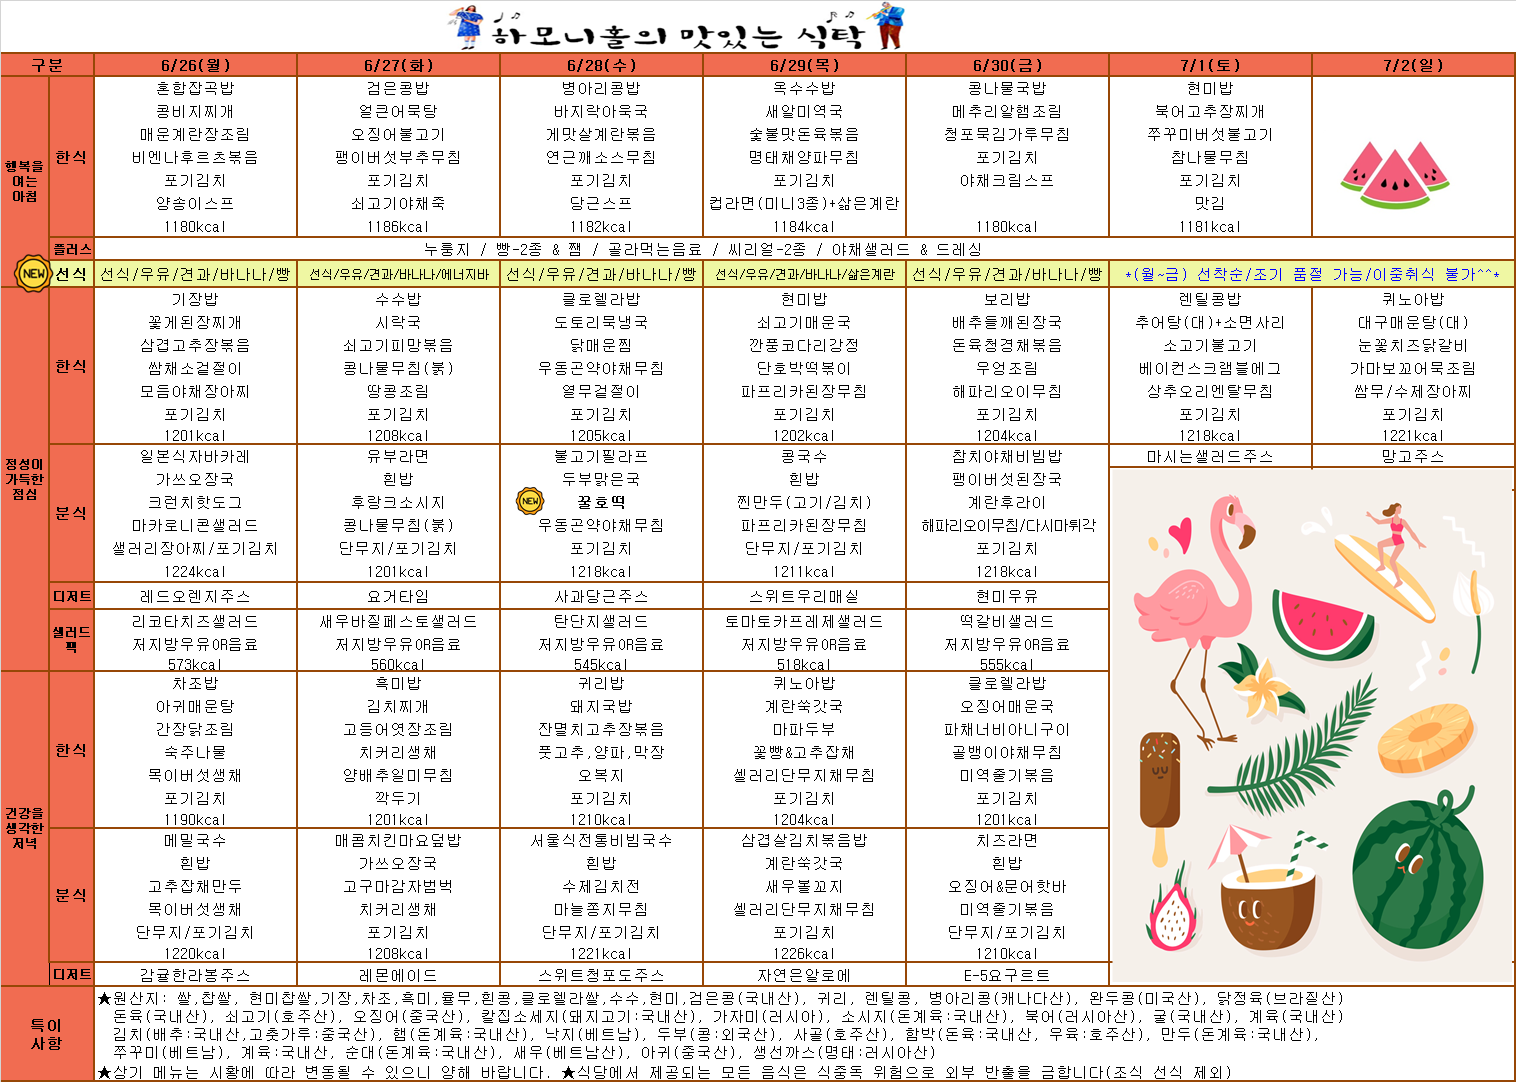 하모니홀의 맛있는 식탁
구분 6/26(월) 6/27(화) 6/28(수) 6/29(목) 6/30(금) 7/1(토) 7/2(일)
행복을
여는
아침
한식
혼합잡곡밥 검은콩밥 병아리콩밥 옥수수밥 콩나물국밥 현미밥
콩비지찌개 얼큰어묵탕 바지락아욱국 새알미역국 메추리알햄조림 북어고추장찌개
매운계란장조림 오징어불고기 게맛살계란볶음 숯불맛돈육볶음 청포묵김가루무침 쭈꾸미버섯불고기
비엔나후르츠볶음 팽이버섯부추무침 연근깨소스무침 명태채양파무침 포기김치 참나물무침
포기김치 포기김치 포기김치 포기김치 야채크림스프 포기김치
양송이스프 쇠고기야채죽 당근스프 컵라면(미니3종)+삶은계란 맛김
1180kcal 1186kcal 1182kcal 1184kcal 1180kcal 1181kcal
플러스 누룽지 / 빵-2종 & 잼 / 골라먹는음료 / 씨리얼-2종 / 야채샐러드 & 드레싱
NEW 선식 선식/우유/견과/바나나/빵 선식/우유/견과/바나나/에너지바 선식/우유/견과/바나나/빵 선식/우유/견과/바나나/삶은계란 선식/우유/견과/바나나/빵 *(월~금) 선착순/조기 품절 가능/이중취식 불가^^*
정성이
가득한
점심
한식
기장밥 수수밥 클로렐라밥 현미밥 보리밥 렌틸콩밥 퀴노아밥
꽃게된장찌개 시락국 도토리묵냉국 쇠고기매운국 배추들깨된장국 추어탕(대)+소면사리 대구매운탕(대)
삼겹고추장볶음 쇠고기피망볶음 닭매운찜 깐풍코다리강정 돈육청경채볶음 소고기불고기 눈꽃치즈닭갈비
쌈채소겉절이 콩나물무침(붉) 우동곤약야채무침 단호박떡볶이 우엉조림 베이컨스크램블에그 가마보꼬어묵조림
모듬야채장아찌 땅콩조림 열무겉절이 파프리카된장무침 해파리오이무침 상추오리엔탈무침 쌈무/수제장아찌
포기김치 포기김치 포기김치 포기김치 포기김치 포기김치 포기김치
1201kcal 1208kcal 1205kcal 1202kcal 1204kcal 1218kcal 1221kcal
분식
일본식자바카레 유부라면 불고기필라프 콩국수 참치야채비빔밥 마시는샐러드주스 망고주스
가쓰오장국 흰밥 두부맑은국 흰밥 팽이버섯된장국
크런치핫도그 후랑크소시지 NEW 꿀호떡 찐만두(고기/김치) 계란후라이
마카로니콘샐러드 콩나물무침(붉) 우동곤약야채무침 파프리카된장무침 해파리오이무침/다시마튀각
샐러리장아찌/포기김치 단무지/포기김치 포기김치 단무지/포기김치 포기김치
1224kcal 1201kcal 1218kcal 1211kcal 1218kcal
디저트 레드오렌지주스 요거타임 사과당근주스 스위트우리매실 현미우유
샐러드
팩
리코타치즈샐러드 새우바질페스토샐러드 탄단지샐러드 토마토카프레제샐러드 떡갈비샐러드
저지방우유OR음료 저지방우유OR음료 저지방우유OR음료 저지방우유OR음료 저지방우유OR음료
573kcal 560kcal 545kcal 518kcal 555kcal
건강을
생각한
저녁
한식
차조밥 흑미밥 귀리밥 퀴노아밥 클로렐라밥
아귀매운탕 김치찌개 돼지국밥 계란쑥갓국 오징어매운국
간장닭조림 고등어엿장조림 잔멸치고추장볶음 마파두부 파채너비아니구이
숙주나물 치커리생채 풋고추,양파,막장 꽃빵&고추잡채 골뱅이야채무침
목이버섯생채 양배추일미무침 오복지 셀러리단무지채무침 미역줄기볶음
포기김치 깍두기 포기김치 포기김치 포기김치
1190kcal 1201kcal 1210kcal 1204kcal 1201kcal
분식
메밀국수 매콤치킨마요덮밥 서울식전통비빔국수 삼겹살김치볶음밥 치즈라면
흰밥 가쓰오장국 흰밥 계란쑥갓국 흰밥
고추잡채만두 고구마감자범벅 수제김치전 새우볼꼬지 오징어&문어핫바
목이버섯생채 치커리생채 마늘쫑지무침 셀러리단무지채무침 미역줄기볶음
단무지/포기김치 포기김치 단무지/포기김치 포기김치 단무지/포기김치
1220kcal 1208kcal 1221kcal 1226kcal 1210kcal
디저트 감귤한라봉주스 레몬에이드 스위트청포도주스 자연은알로에 E-5요구르트
특이
사항
★원산지: 쌀,찹쌀, 현미찹쌀,기장,차조,흑미,율무,흰콩,클로렐라쌀,수수,현미,검은콩(국내산), 귀리, 렌틸콩, 병아리콩(캐나다산), 완두콩(미국산), 닭정육(브라질산)
돈육(국내산), 쇠고기(호주산), 오징어(중국산), 칼집소세지(돼지고기:국내산), 가자미(러시아), 소시지(돈계육:국내산), 북어(러시아산), 굴(국내산), 계육(국내산)
김치(배추:국내산,고춧가루:중국산), 햄(돈계육:국내산), 낙지(베트남), 두부(콩:외국산), 사골(호주산), 함박(돈육:국내산, 우육:호주산), 만두(돈계육:국내산),
쭈꾸미(베트남), 계육:국내산, 순대(돈계육:국내산), 새우(베트남산), 아귀(중국산), 생선까스(명태:러시아산)
★상기 메뉴는 시황에 따라 변동될 수 있으니 양해 바랍니다. ★식당에서 제공되는 모든 음식은 식중독 위험으로 외부 반출을 금합니다(조식 선식 제외)